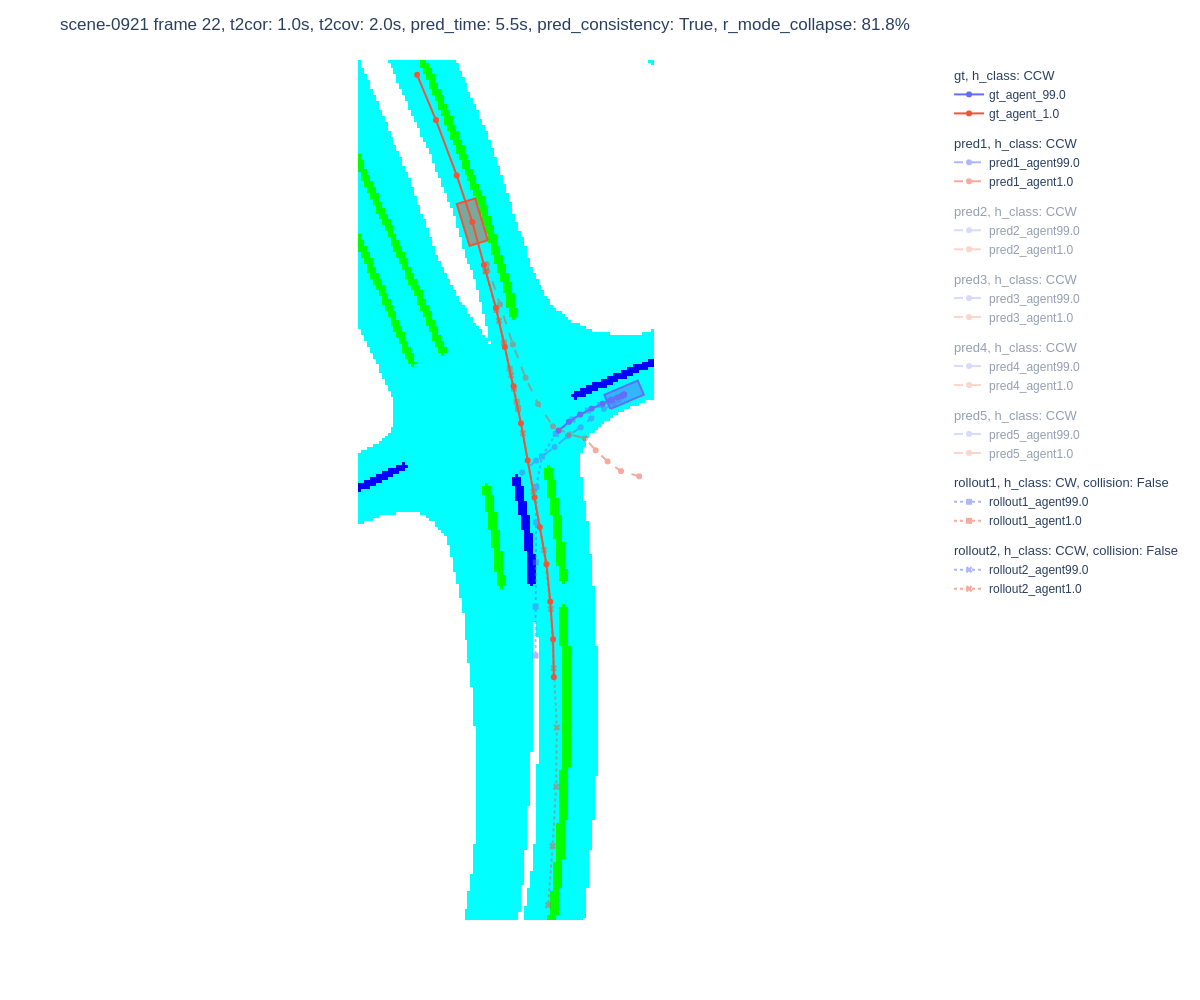 scene-0921 frame 22, t2cor: 1.0s, t2cov: 2.0s, pred_time: 5.5s, pred_consistency: True, r_mode_collapse: 81.8%
gt, h_class: CCW
gt_agent_99.0
gt_agent_1.0
pred1, h_class: CCW
pred1_agent99.0
pred1_agent1.0
pred2, h_class: CCW
pred2_agent99.0
pred2_agent1.0
pred3, h_class: CCW
pred3_agent99.0
pred3_agent1.0
pred4, h_class: CCW
pred4_agent99.0
pred4_agent1.0
pred5, h_class: CCW
pred5_agent99.0
pred5_agent1.0
rollout1, h_class: CW, collision: False
rollout1_agent99.0
rollout1_agent1.0
rollout2, h_class: CCW, collision: False
rollout2_agent99.0
rollout2_agent1.0